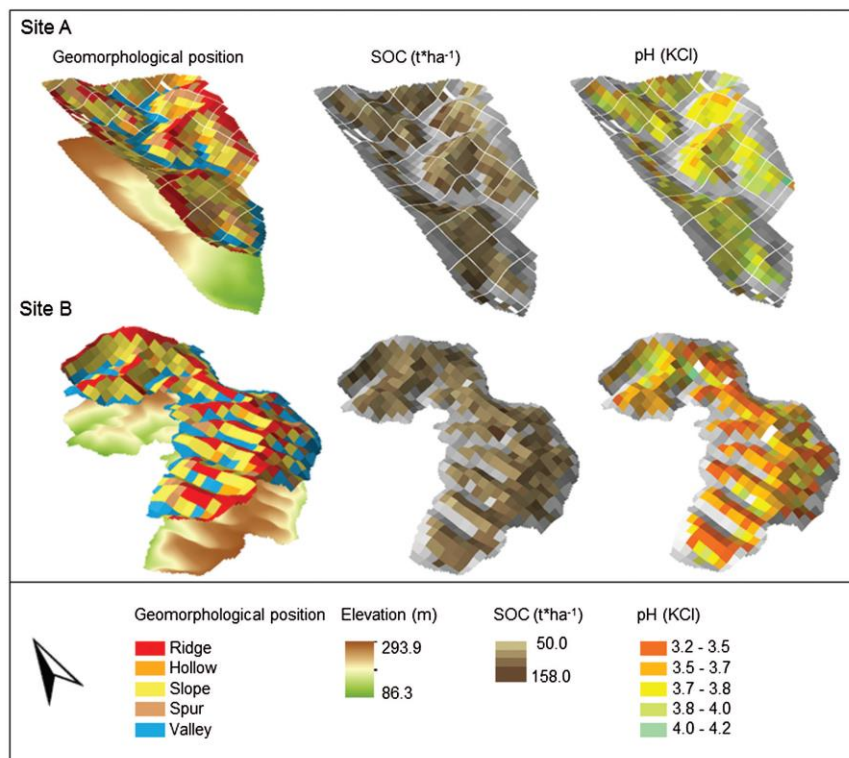 Site A
Geomorphological position
SOC (t*ha⁻¹)
pH (KCl)
Site B
Geomorphological position
Ridge
Hollow
Slope
Spur
Valley
Elevation (m)
293.9
86.3
SOC (t*ha⁻¹)
50.0
158.0
pH (KCl)
3.2 - 3.5
3.5 - 3.7
3.7 - 3.8
3.8 - 4.0
4.0 - 4.2